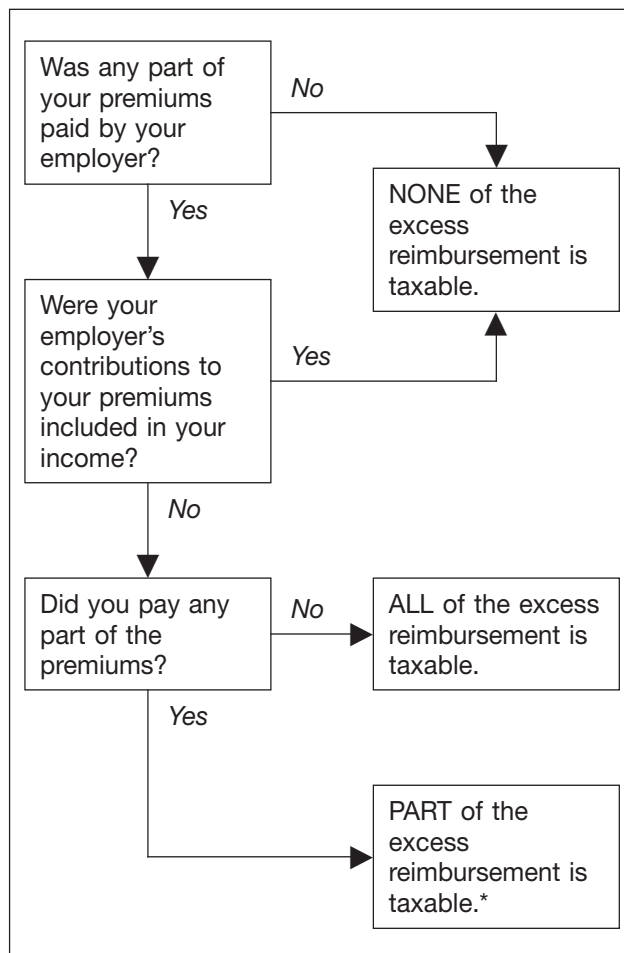 Was any part of
your premiums
paid by your
employer?
No
Yes
NONE of the
excess
reimbursement is
taxable.
Were your
employer’s
contributions to
your premiums
included in your
income?
Yes
No
Did you pay any
part of the
premiums?
No
ALL of the excess
reimbursement is
taxable.
Yes
PART of the
excess
reimbursement is
taxable.*